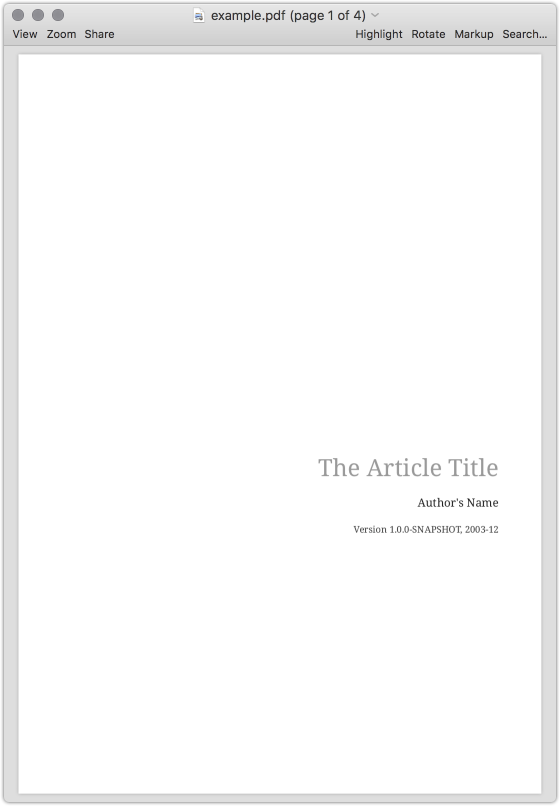 example.pdf (page 1 of 4)
View Zoom Share Highlight Rotate Markup Search...
The Article Title
Author's Name
Version 1.0.0-SNAPSHOT, 2003-12